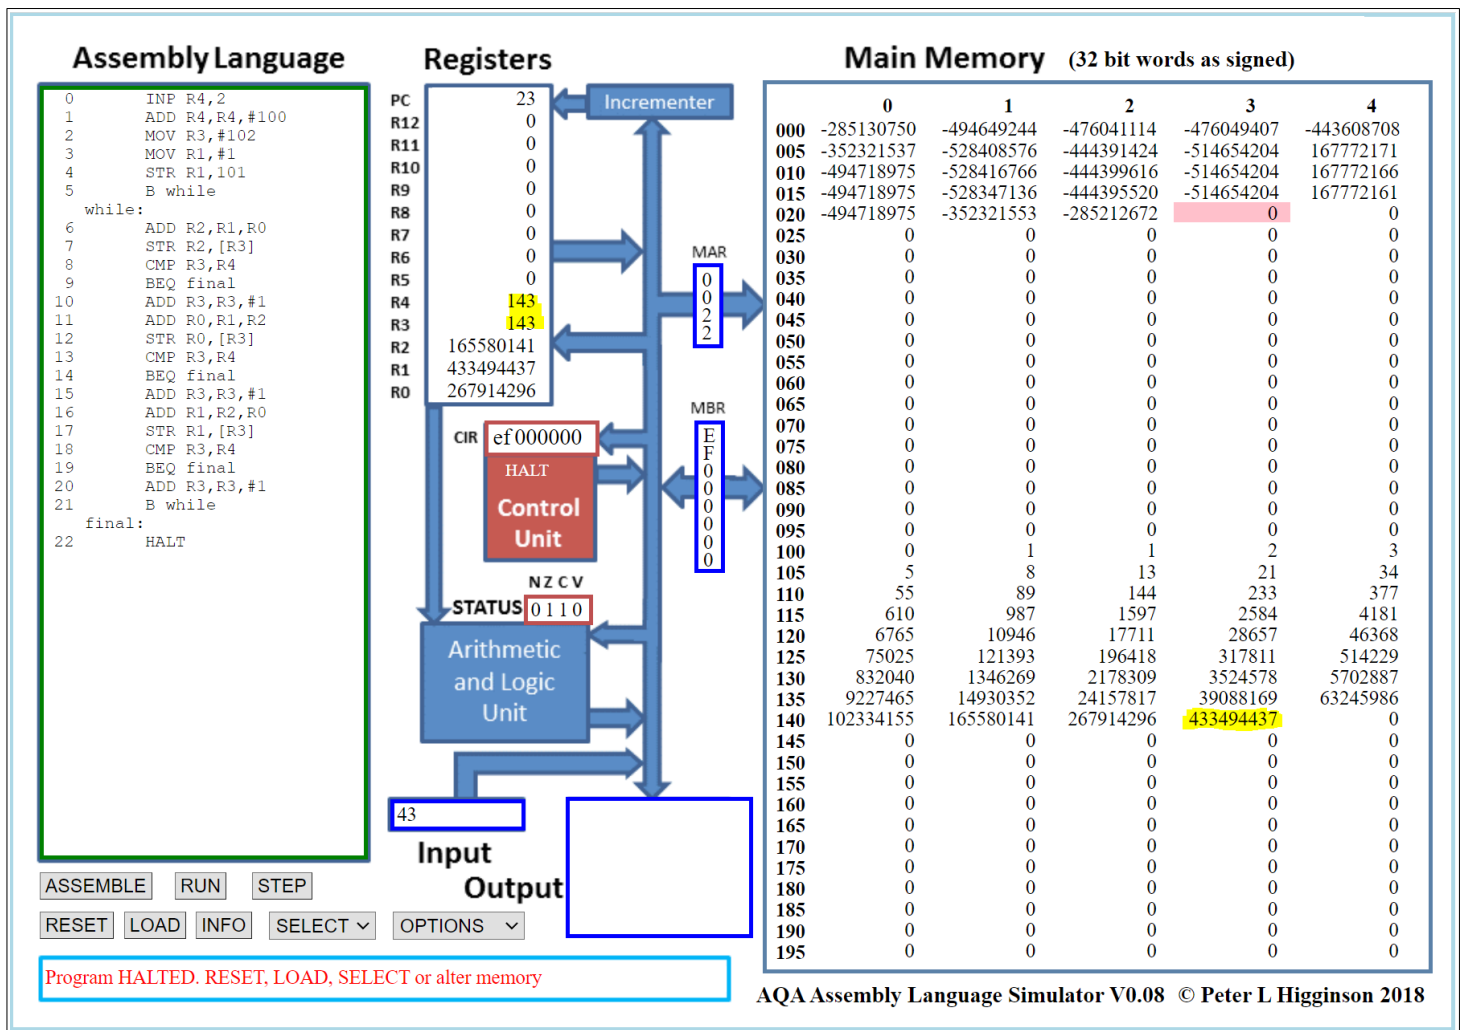 Assembly Language
0 INP R4,2
1 ADD R4,R4,#100
2 MOV R3,#102
3 MOV R1,#1
4 STR R1,101
5 B while
while:
6 ADD R2,R1,R0
7 STR R2,[R3]
8 CMP R3,R4
9 BEQ final
10 ADD R3,R3,#1
11 ADD R0,R1,R2
12 STR R0,[R3]
13 CMP R3,R4
14 BEQ final
15 ADD R3,R3,#1
16 ADD R1,R2,R0
17 STR R1,[R3]
18 CMP R3,R4
19 BEQ final
20 ADD R3,R3,#1
21 B while
final:
22 HALT
ASSEMBLE RUN STEP
RESET LOAD INFO SELECT OPTIONS
Program HALTED. RESET, LOAD, SELECT or alter memory
Registers
PC 23
R12 0
R11 0
R10 0
R9 0
R8 0
R7 0
R6 0
R5 0
R4 143
R3 143
R2 165580141
R1 433494437
R0 267914296
Incrementer
MAR
0
0
2
2
MBR
E
F
0
0
0
0
0
0
CIR ef000000
HALT
Control
Unit
N Z C V
STATUS 0 1 1 0
Arithmetic
and Logic
Unit
43
Input
Output
Main Memory (32 bit words as signed)
0 1 2 3 4
000 -285130750 -494649244 -476041114 -476049407 -443608708
005 -352321537 -528408576 -444391424 -514654204 167772171
010 -494718975 -528416766 -444399616 -514654204 167772166
015 -494718975 -528347136 -444395520 -514654204 167772161
020 -494718975 -352321553 -285212672 0 0
025 0 0 0 0 0
030 0 0 0 0 0
035 0 0 0 0 0
040 0 0 0 0 0
045 0 0 0 0 0
050 0 0 0 0 0
055 0 0 0 0 0
060 0 0 0 0 0
065 0 0 0 0 0
070 0 0 0 0 0
075 0 0 0 0 0
080 0 0 0 0 0
085 0 0 0 0 0
090 0 0 0 0 0
095 0 0 0 0 0
100 0 1 1 2 3
105 5 8 13 21 34
110 55 89 144 233 377
115 610 987 1597 2584 4181
120 6765 10946 17711 28657 46368
125 75025 121393 196418 317811 514229
130 832040 1346269 2178309 3524578 5702887
135 9227465 14930352 24157817 39088169 63245986
140 102334155 165580141 267914296 433494437 0
145 0 0 0 0 0
150 0 0 0 0 0
155 0 0 0 0 0
160 0 0 0 0 0
165 0 0 0 0 0
170 0 0 0 0 0
175 0 0 0 0 0
180 0 0 0 0 0
185 0 0 0 0 0
190 0 0 0 0 0
195 0 0 0 0 0
AQA Assembly Language Simulator V0.08 © Peter L Higginson 2018